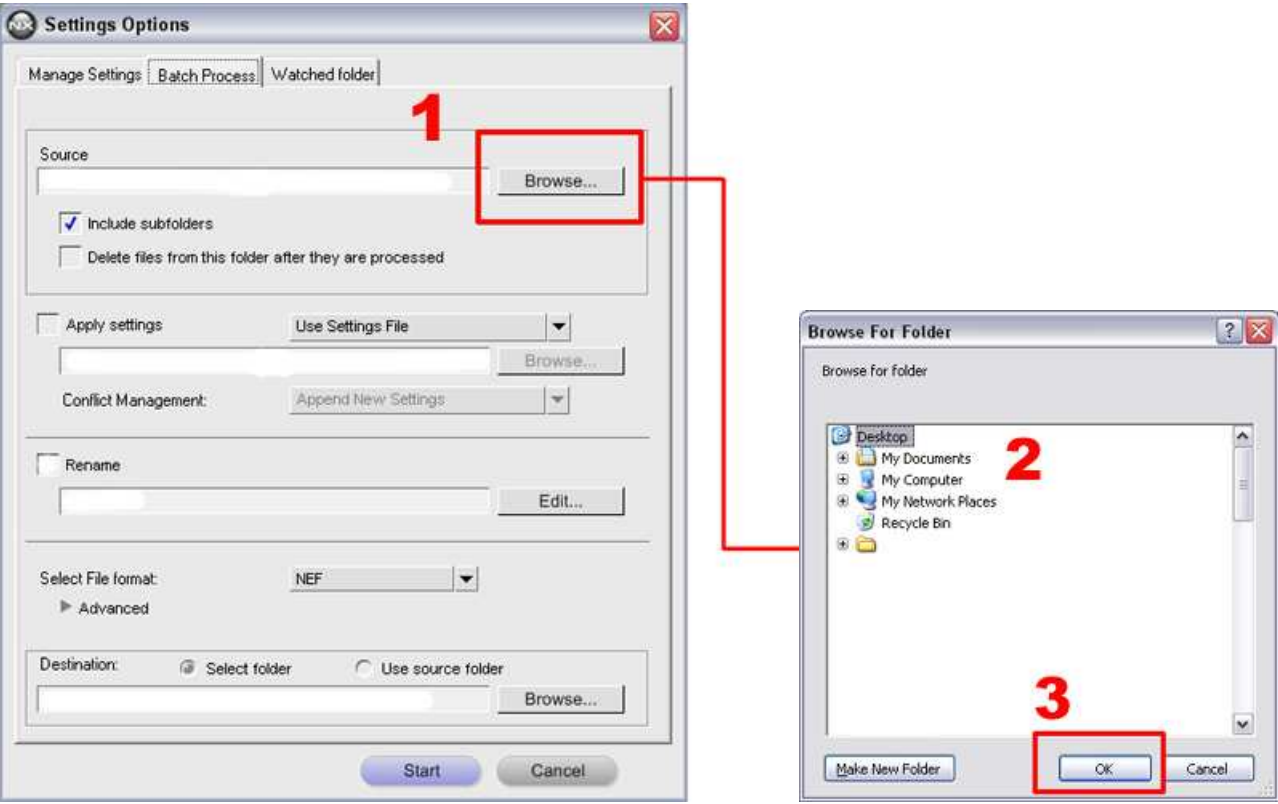 Settings Options
Manage Settings Batch Process Watched folder
1
Source
Browse...
Include subfolders
Delete files from this folder after they are processed
Apply settings Use Settings File
Browse...
Conflict Management: Append New Settings
Rename
Edit...
Select File format: NEF
Advanced
Destination: Select folder Use source folder
Browse...
Start Cancel
Browse For Folder
Browse for folder
Desktop
My Documents
2
My Computer
My Network Places
Recycle Bin
3
Make New Folder OK Cancel